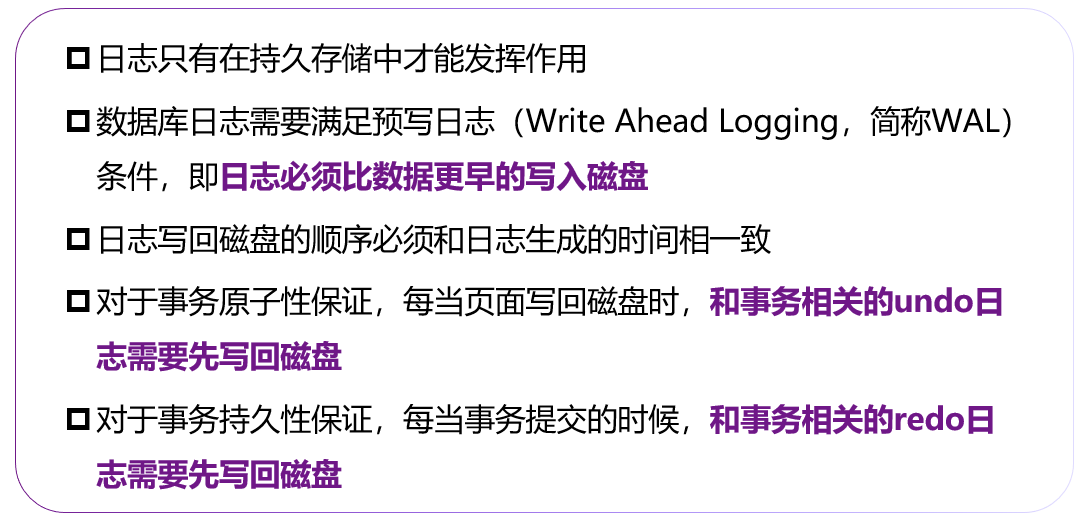 日志只有在持久存储中才能发挥作用
数据库日志需要满足预写日志（Write Ahead Logging，简称WAL）
条件，即日志必须比数据更早的写入磁盘
日志写回磁盘的顺序必须和日志生成的时间相一致
对于事务原子性保证，每当页面写回磁盘时，和事务相关的undo日
志需要先写回磁盘
对于事务持久性保证，每当事务提交的时候，和事务相关的redo日
志需要先写回磁盘